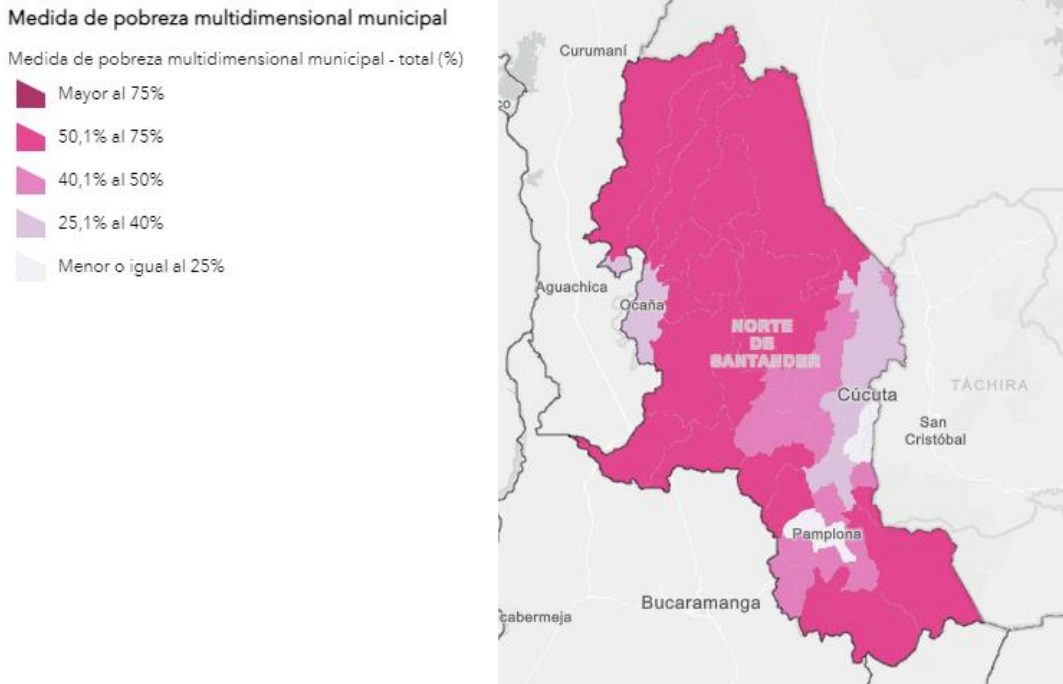 Medida de pobreza multidimensional municipal
Medida de pobreza multidimensional municipal - total (%)
Mayor al 75%
50,1% al 75%
40,1% al 50%
25,1% al 40%
Menor o igual al 25%
Curumaní
co
Aguachica
Ocaña
NORTE
DE
SANTANDER
Cúcuta
TÁCHIRA
San
Cristóbal
Pamplona
Bucaramanga
cabermeja